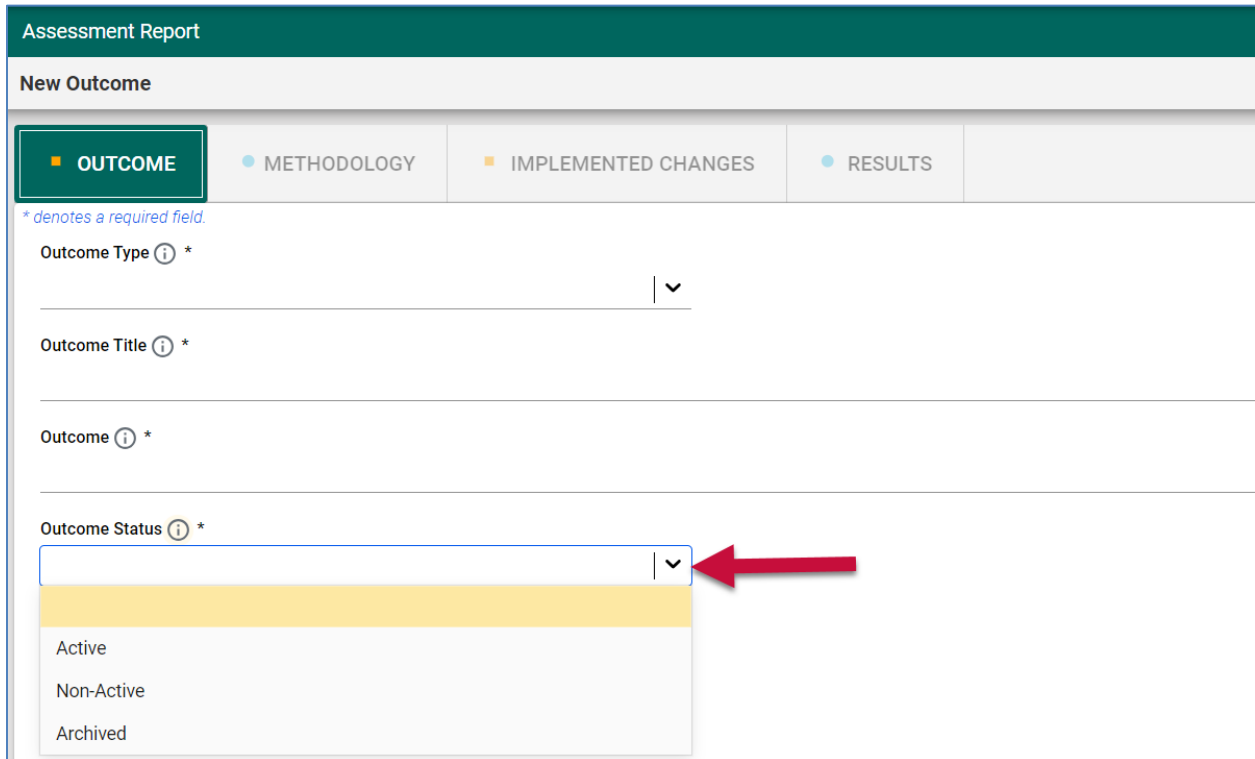 Assessment Report
New Outcome
OUTCOME METHODOLOGY IMPLEMENTED CHANGES RESULTS
* denotes a required field.
Outcome Type *
Outcome Title *
Outcome *
Outcome Status *
Active
Non-Active
Archived